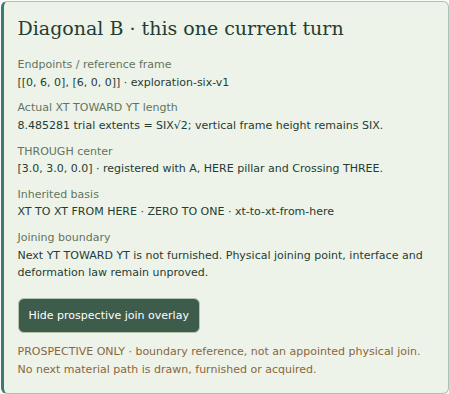 Diagonal B · this one current turn
Endpoints / reference frame
[[0, 6, 0], [6, 0, 0]] · exploration-six-v1
Actual XT TOWARD YT length
8.485281 trial extents = SIX√2; vertical frame height remains SIX.
THROUGH center
[3.0, 3.0, 0.0] · registered with A, HERE pillar and Crossing THREE.
Inherited basis
XT TO XT FROM HERE · ZERO TO ONE · xt-to-xt-from-here
Joining boundary
Next YT TOWARD YT is not furnished. Physical joining point, interface and
deformation law remain unproved.
Hide prospective join overlay
PROSPECTIVE ONLY · boundary reference, not an appointed physical join.
No next material path is drawn, furnished or acquired.